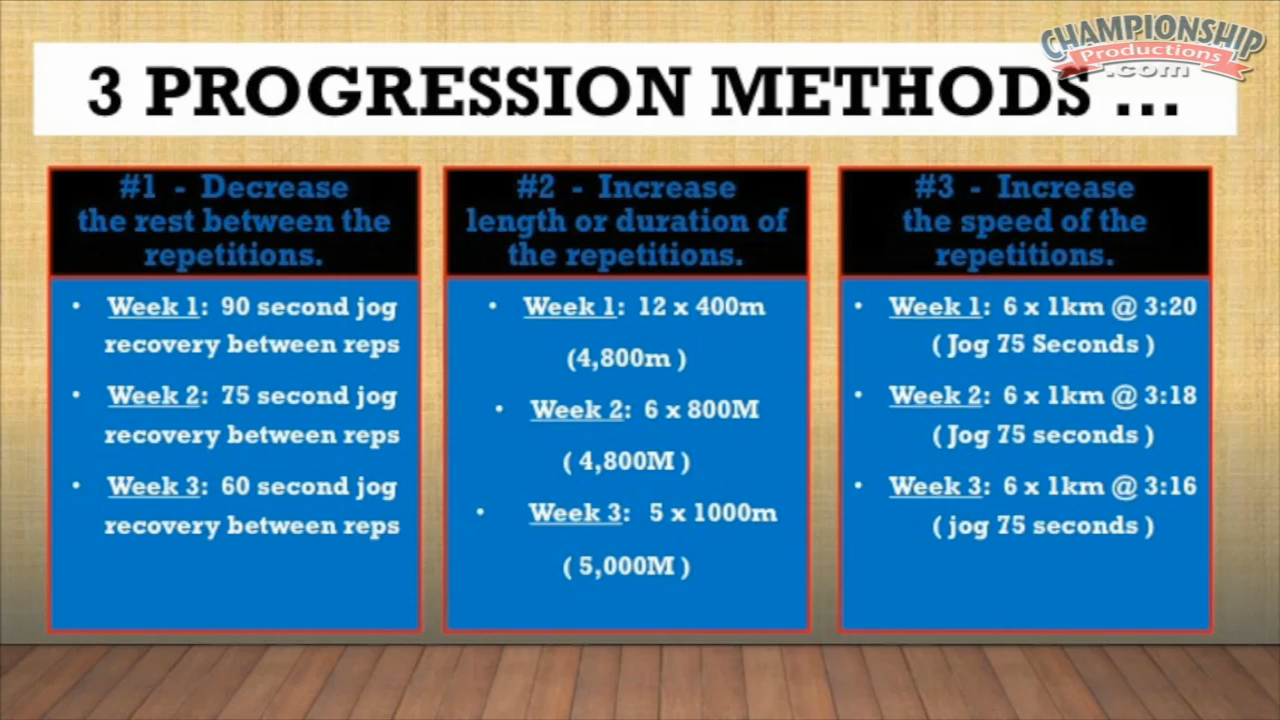 CHAMPIONSHIP
Productions
.com
3 PROGRESSION METHODS ...
#1 - Decrease
the rest between the
repetitions.
• Week 1: 90 second jog
recovery between reps
• Week 2: 75 second jog
recovery between reps
• Week 3: 60 second jog
recovery between reps
#2 - Increase
length or duration of
the repetitions.
• Week 1: 12 x 400m
(4,800m )
• Week 2: 6 x 800M
( 4,800M )
• Week 3: 5 x 1000m
( 5,000M )
#3 - Increase
the speed of the
repetitions.
• Week 1: 6 x 1km @ 3:20
( Jog 75 Seconds )
• Week 2: 6 x 1km @ 3:18
( Jog 75 seconds )
• Week 3: 6 x 1km @ 3:16
( jog 75 seconds )